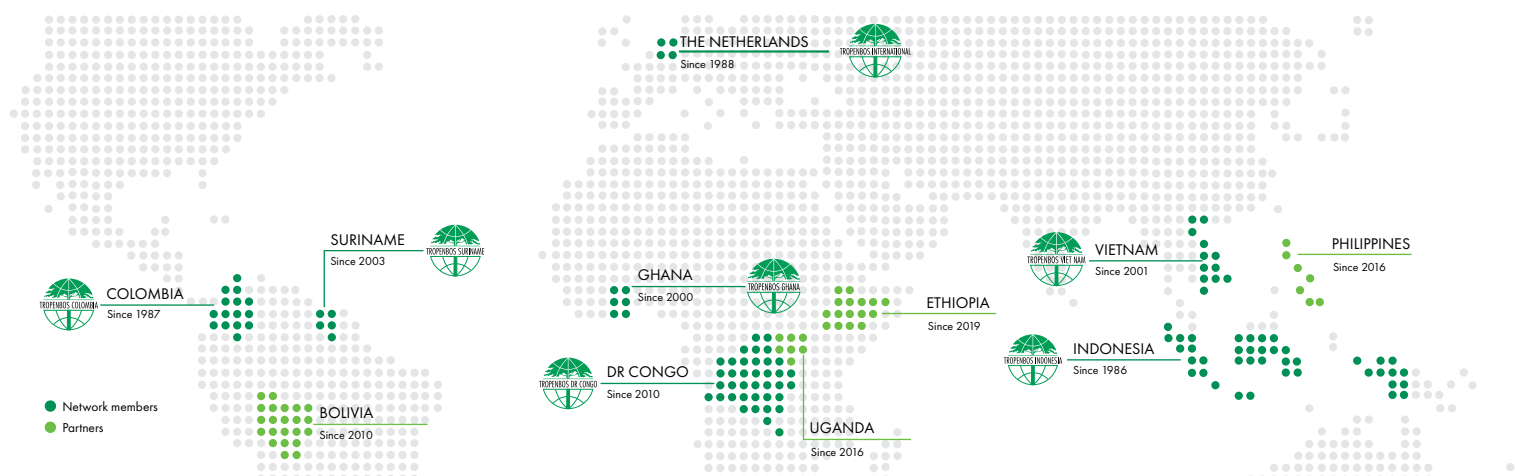 THE NETHERLANDS
Since 1988
TROPENBOS INTERNATIONAL
SURINAME
Since 2003
TROPENBOS SURINAME
TROPENBOS COLOMBIA
COLOMBIA
Since 1987
GHANA
Since 2000
TROPENBOS GHANA
TROPENBOS VIET NAM
VIETNAM
Since 2001
PHILIPPINES
Since 2016
ETHIOPIA
Since 2019
TROPENBOS INDONESIA
INDONESIA
Since 1986
TROPENBOS DR CONGO
DR CONGO
Since 2010
Network members
Partners
BOLIVIA
Since 2010
UGANDA
Since 2016